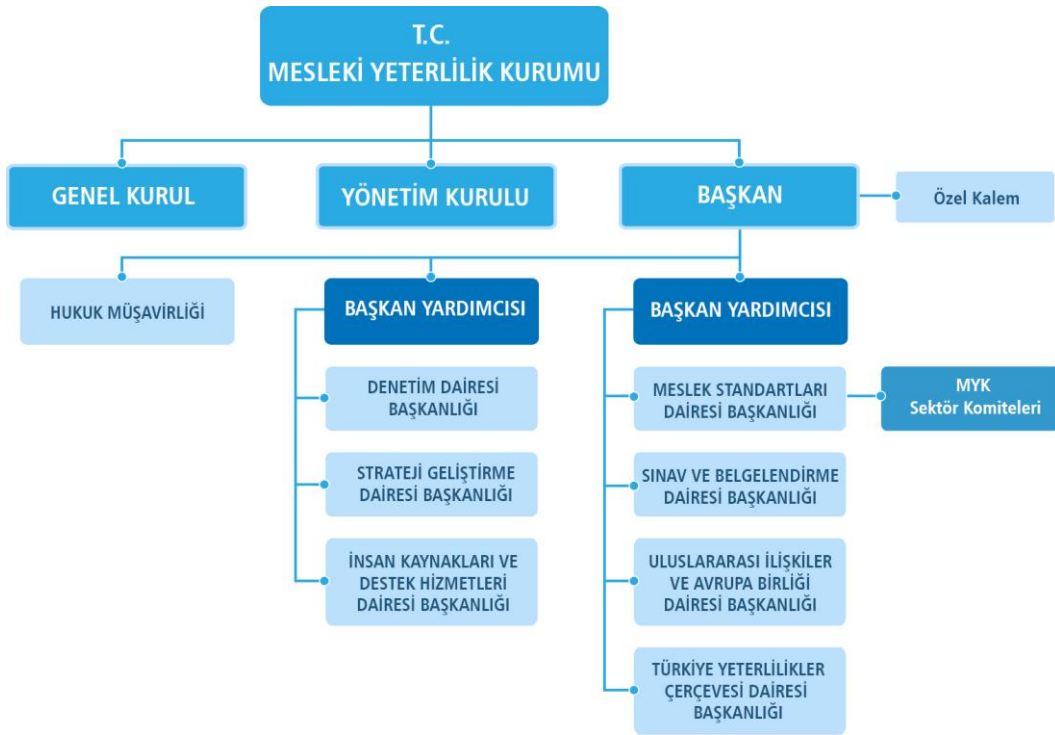 T.C.
MESLEKİ YETERLİLİK KURUMU
GENEL KURUL
YÖNETİM KURULU
BAŞKAN
Özel Kalem
HUKUK MÜŞAVİRLİĞİ
BAŞKAN YARDIMCISI
DENETİM DAİRESİ
BAŞKANLIĞI
STRATEJİ GELİŞTİRME
DAİRESİ BAŞKANLIĞI
İNSAN KAYNAKLARI VE
DESTEK HİZMETLERİ
DAİRESİ BAŞKANLIĞI
BAŞKAN YARDIMCISI
MESLEK STANDARTLARI
DAİRESİ BAŞKANLIĞI
MYK
Sektör Komiteleri
SINAV VE BELGELENDİRME
DAİRESİ BAŞKANLIĞI
ULUSLARARASI İLİŞKİLER
VE AVRUPA BİRLİĞİ
DAİRESİ BAŞKANLIĞI
TÜRKİYE YETERLİLİKLER
ÇERÇEVESİ DAİRESİ
BAŞKANLIĞI